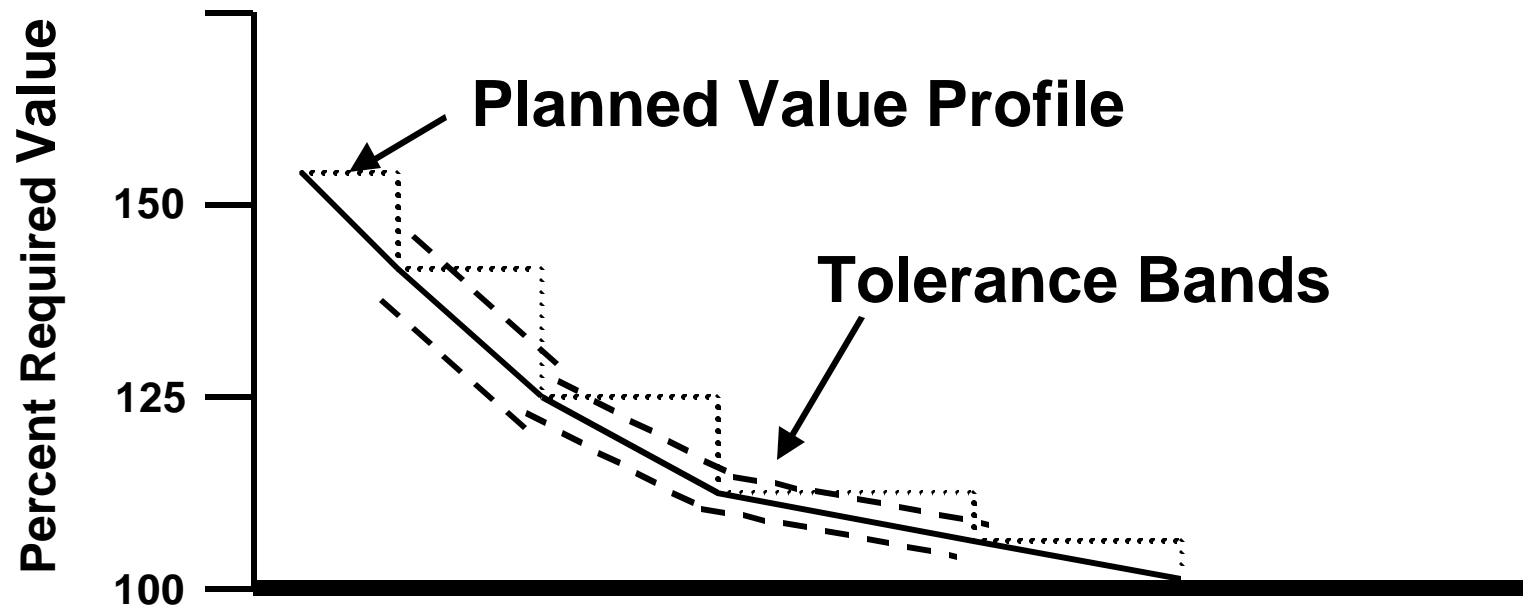 Percent Required Value
Planned Value Profile
150
Tolerance Bands
125
100